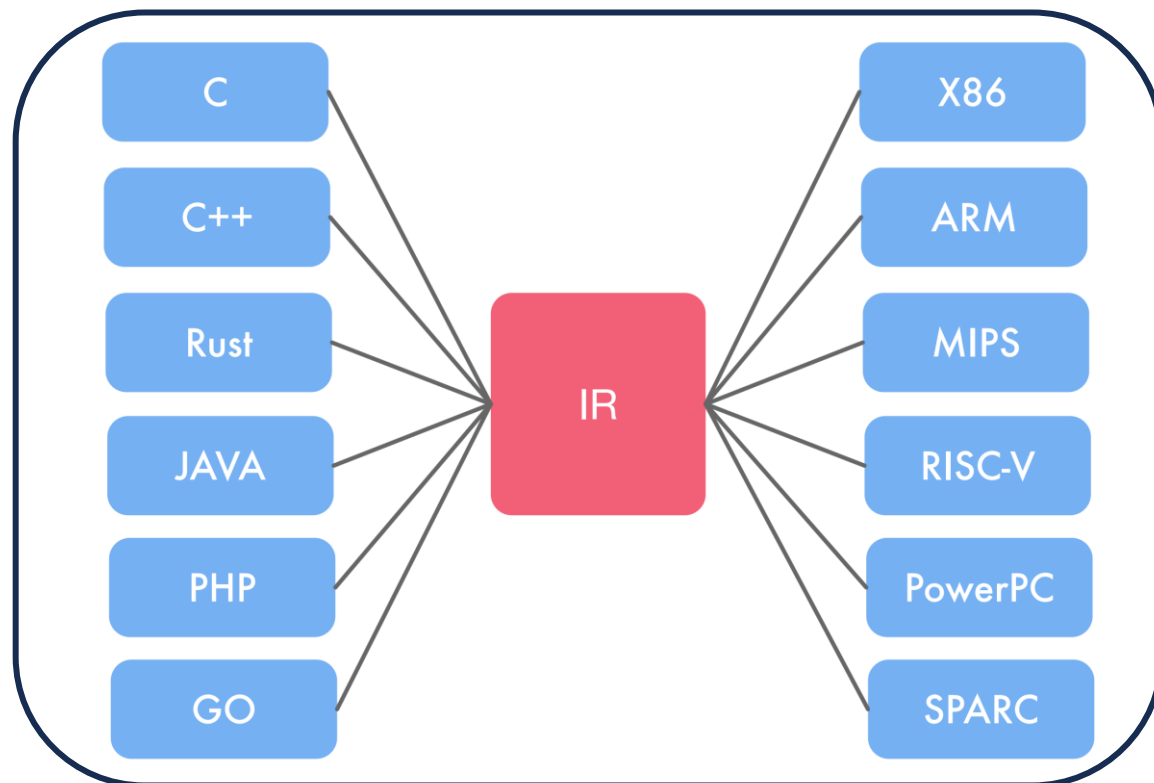 C
C++
Rust
JAVA
PHP
GO
IR
X86
ARM
MIPS
RISC-V
PowerPC
SPARC